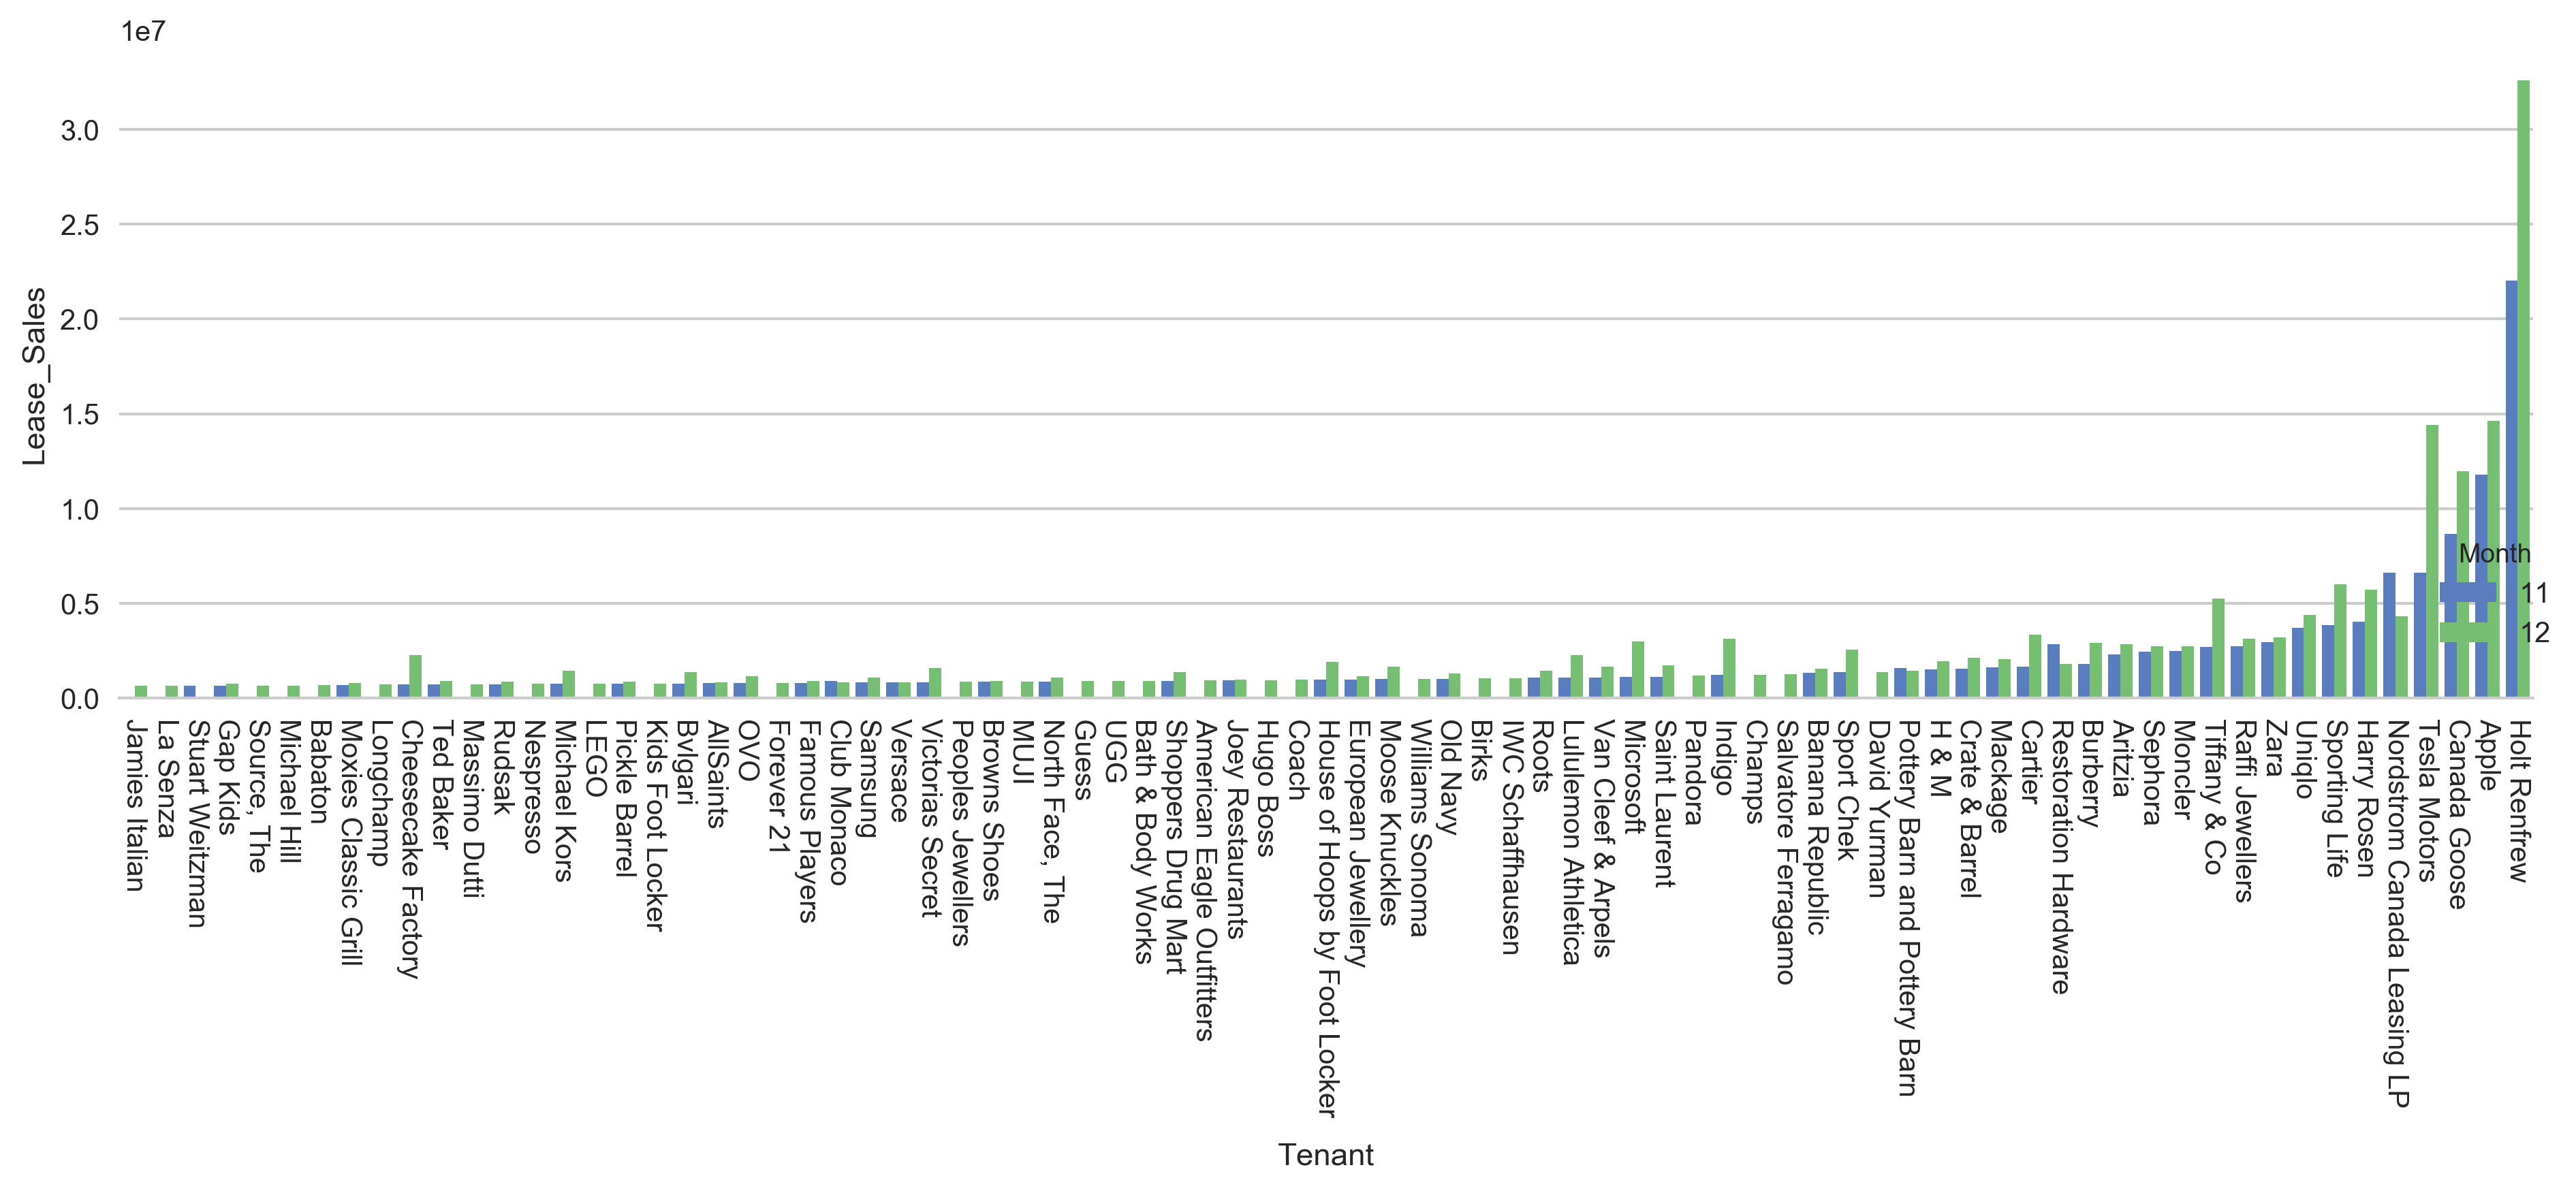 1e7
3.0
2.5
2.0
1.5
1.0
0.5
0.0
Lease_Sales
Month
11
12
Jamies Italian
La Senza
Stuart Weitzman
Gap Kids
Source, The
Michael Hill
Babaton
Moxies Classic Grill
Longchamp
Cheesecake Factory
Ted Baker
Massimo Dutti
Rudsak
Nespresso
Michael Kors
LEGO
Pickle Barrel
Kids Foot Locker
Bvlgari
AllSaints
OVO
Forever 21
Famous Players
Club Monaco
Samsung
Versace
Victorias Secret
Peoples Jewellers
Browns Shoes
MUJI
North Face, The
Guess
UGG
Bath & Body Works
Shoppers Drug Mart
American Eagle Outfitters
Joey Restaurants
Hugo Boss
Coach
House of Hoops by Foot Locker
European Jewellery
Moose Knuckles
Williams Sonoma
Old Navy
Birks
IWC Schaffhausen
Roots
Lululemon Athletica
Van Cleef & Arpels
Microsoft
Saint Laurent
Pandora
Indigo
Champs
Salvatore Ferragamo
Banana Republic
Sport Chek
David Yurman
Pottery Barn and Pottery Barn
H & M
Crate & Barrel
Mackage
Cartier
Restoration Hardware
Burberry
Aritzia
Sephora
Moncler
Tiffany & Co
Raffi Jewellers
Zara
Uniqlo
Sporting Life
Harry Rosen
Nordstrom Canada Leasing LP
Tesla Motors
Canada Goose
Apple
Holt Renfrew
Tenant